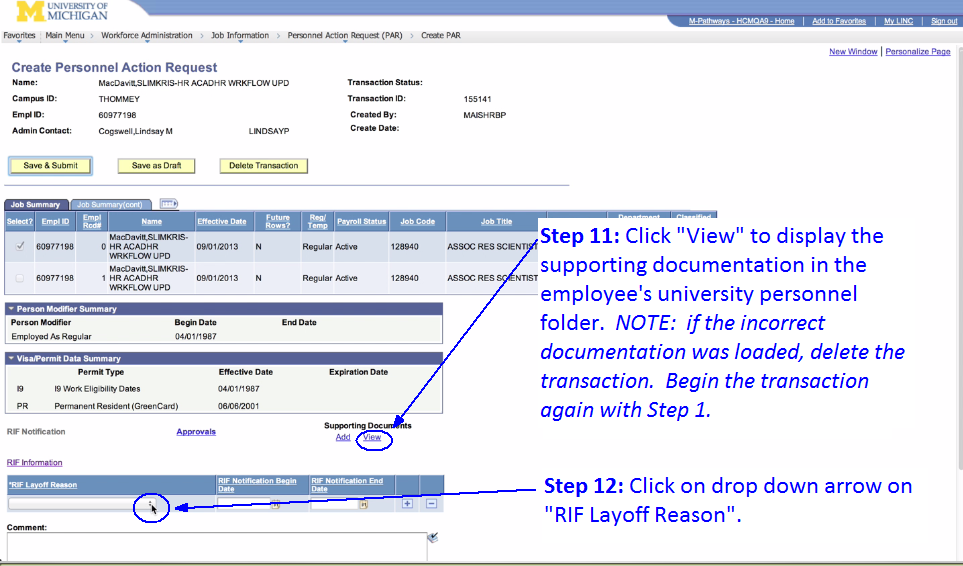 UNIVERSITY OF
MICHIGAN
M-Pathways - HCMQA9 - Home | Add to Favorites | My LINC | Sign out
Favorites | Main Menu > Workforce Administration > Job Information > Personnel Action Request (PAR) > Create PAR
New Window | Personalize Page
Create Personnel Action Request
Name: MacDavitt,SLIMKRIS-HR ACADHR WRKFLOW UPD Transaction Status:
Campus ID: THOMMEY Transaction ID: 155141
Empl ID: 60977198 Created By: MAISHRBP
Admin Contact: Cogswell,Lindsay M LINDSAYP Create Date:
Save & Submit Save as Draft Delete Transaction
Job Summary Job Summary(cont)
Select? Empl ID Empl Rcd# Name Effective Date Future Rows? Reg/ Temp Payroll Status Job Code Job Title
60977198 0 MacDavitt,SLIMKRIS-HR ACADHR WRKFLOW UPD 09/01/2013 N Regular Active 128940 ASSOC RES SCIENTIST
60977198 1 MacDavitt,SLIMKRIS-HR ACADHR WRKFLOW UPD 09/01/2013 N Regular Active 128940 ASSOC RES SCIENTIST
Step 11: Click "View" to display the
supporting documentation in the
employee's university personnel
folder. NOTE: if the incorrect
documentation was loaded, delete the
transaction. Begin the transaction
again with Step 1.
Person Modifier Summary
Person Modifier Begin Date End Date
Employed As Regular 04/01/1987
Visa/Permit Data Summary
Permit Type Effective Date Expiration Date
I9 I9 Work Eligibility Dates 04/01/1987
PR Permanent Resident (GreenCard) 06/06/2001
Supporting Documents
RIF Notification Approvals Add View
RIF Information
*RIF Layoff Reason RIF Notification Begin Date RIF Notification End Date
Step 12: Click on drop down arrow on
"RIF Layoff Reason".
Comment: